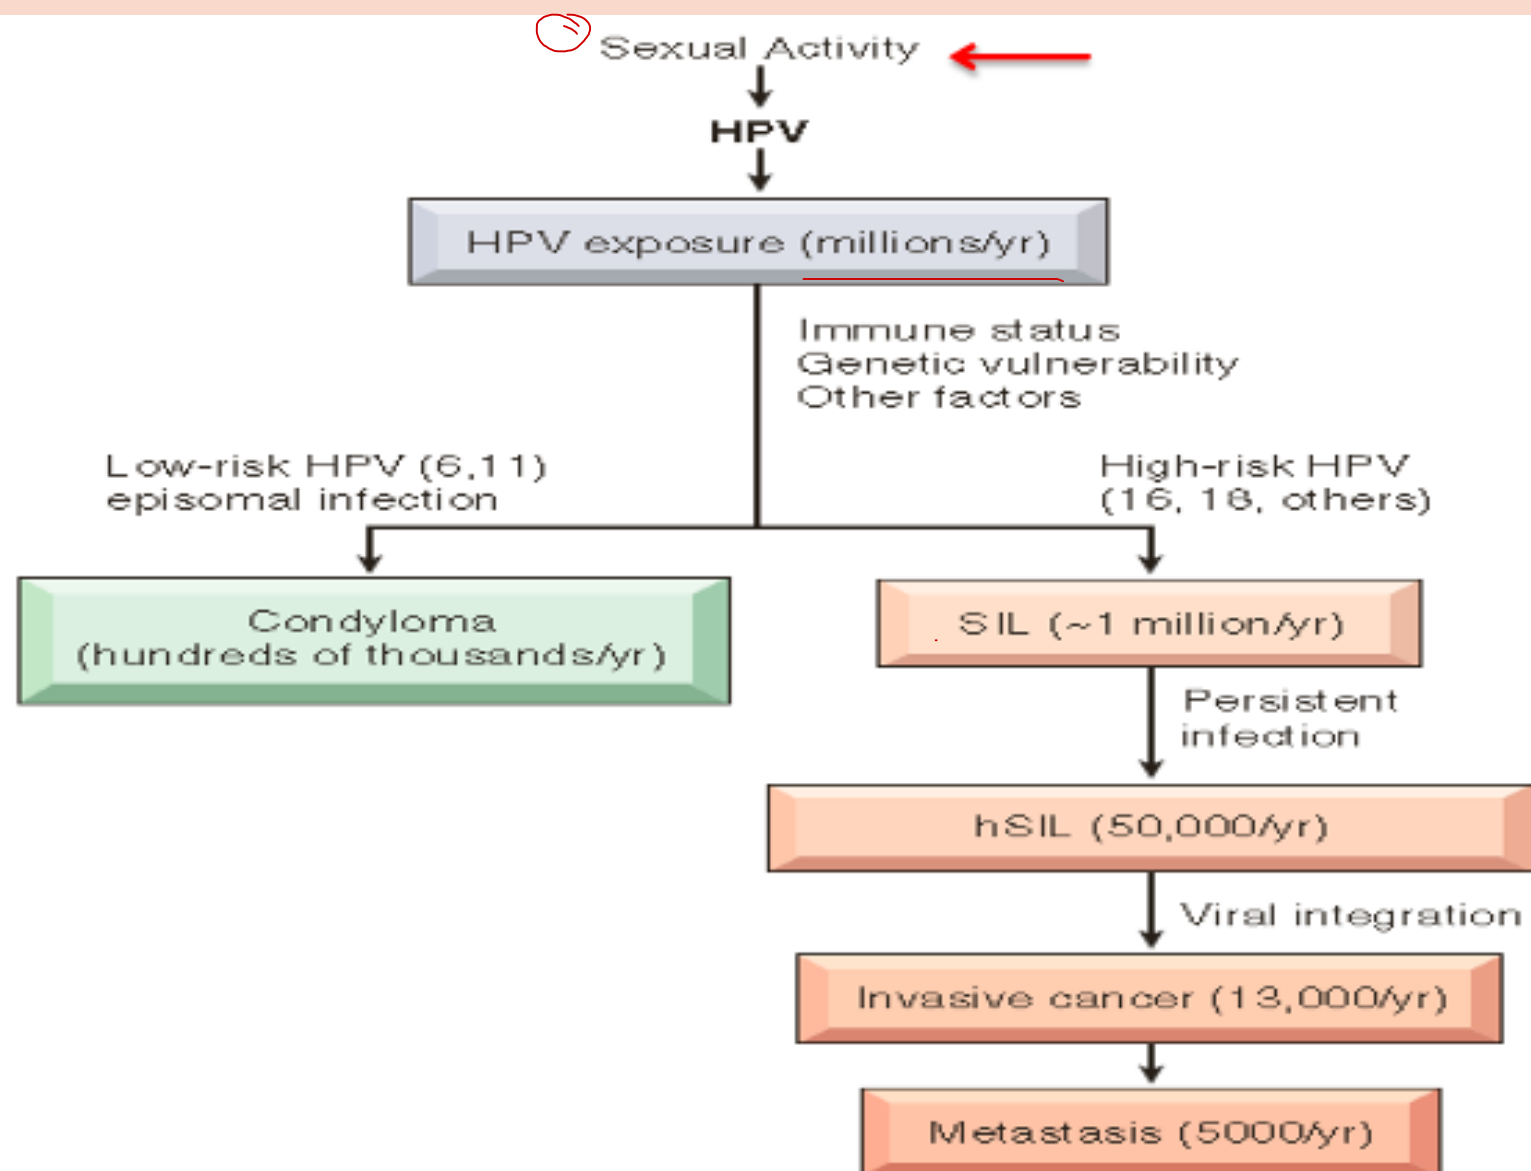 Sexual Activity
HPV
HPV exposure (millions/yr)
Immune status
Genetic vulnerability
Other factors
Low-risk HPV (6,11)
episomal infection
High-risk HPV
(16, 18, others)
Condyloma
(hundreds of thousands/yr)
SIL (~1 million/yr)
Persistent
infection
hSIL (50,000/yr)
Viral integration
Invasive cancer (13,000/yr)
Metastasis (5000/yr)